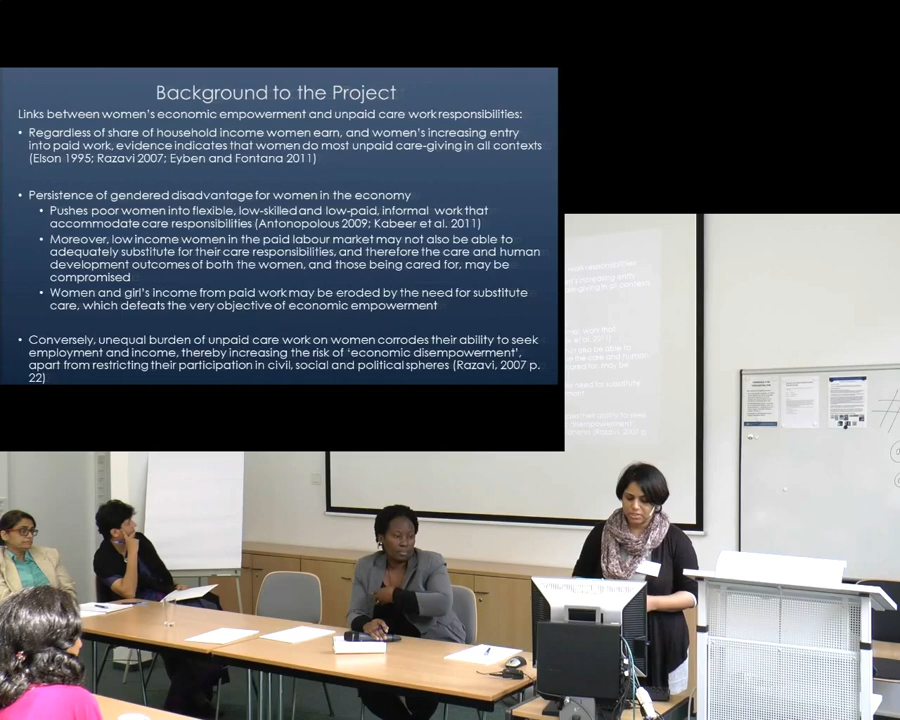 Background to the Project
Links between women's economic empowerment and unpaid care work responsibilities:
• Regardless of share of household income women earn, and women's increasing entry
into paid work, evidence indicates that women do most unpaid care-giving in all contexts
(Elson 1995; Razavi 2007; Eyben and Fontana 2011)
• Persistence of gendered disadvantage for women in the economy
• Pushes poor women into flexible, low-skilled and low-paid, informal work that
accommodate care responsibilities (Antonopolous 2009; Kabeer et al. 2011)
• Moreover, low income women in the paid labour market may not also be able to
adequately substitute for their care responsibilities, and therefore the care and human
development outcomes of both the women, and those being cared for, may be
compromised
• Women and girl's income from paid work may be eroded by the need for substitute
care, which defeats the very objective of economic empowerment
• Conversely, unequal burden of unpaid care work on women corrodes their ability to seek
employment and income, thereby increasing the risk of 'economic disempowerment',
apart from restricting their participation in civil, social and political spheres (Razavi, 2007 p.
22)